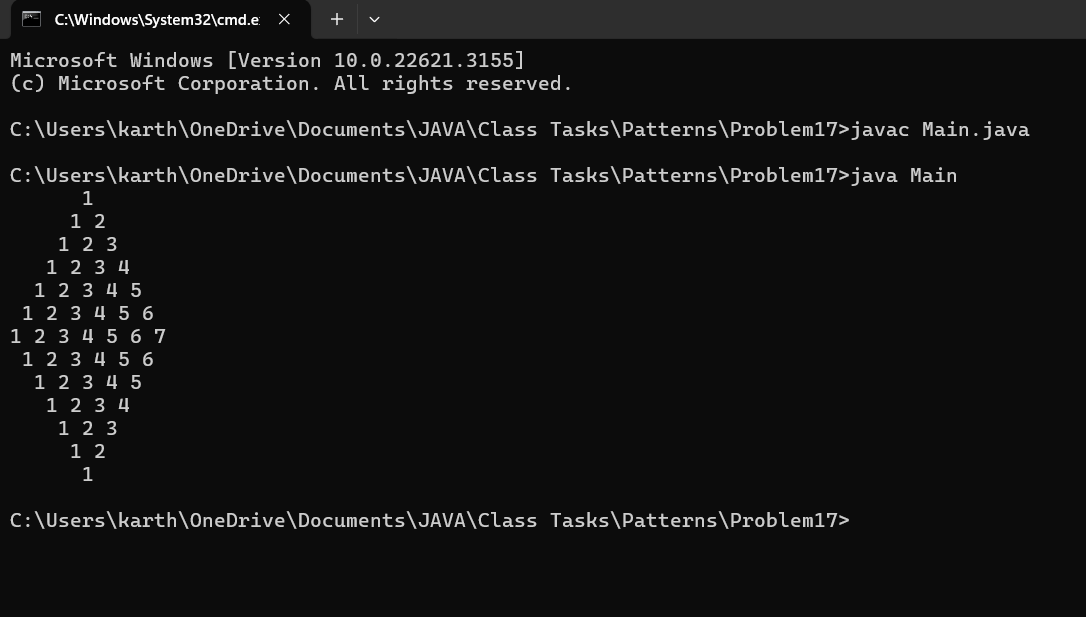 C:\Windows\System32\cmd.e
Microsoft Windows [Version 10.0.22621.3155]
(c) Microsoft Corporation. All rights reserved.

C:\Users\karth\OneDrive\Documents\JAVA\Class Tasks\Patterns\Problem17>javac Main.java

C:\Users\karth\OneDrive\Documents\JAVA\Class Tasks\Patterns\Problem17>java Main
      1
     1 2
    1 2 3
   1 2 3 4
  1 2 3 4 5
 1 2 3 4 5 6
1 2 3 4 5 6 7
 1 2 3 4 5 6
  1 2 3 4 5
   1 2 3 4
    1 2 3
     1 2
      1

C:\Users\karth\OneDrive\Documents\JAVA\Class Tasks\Patterns\Problem17>